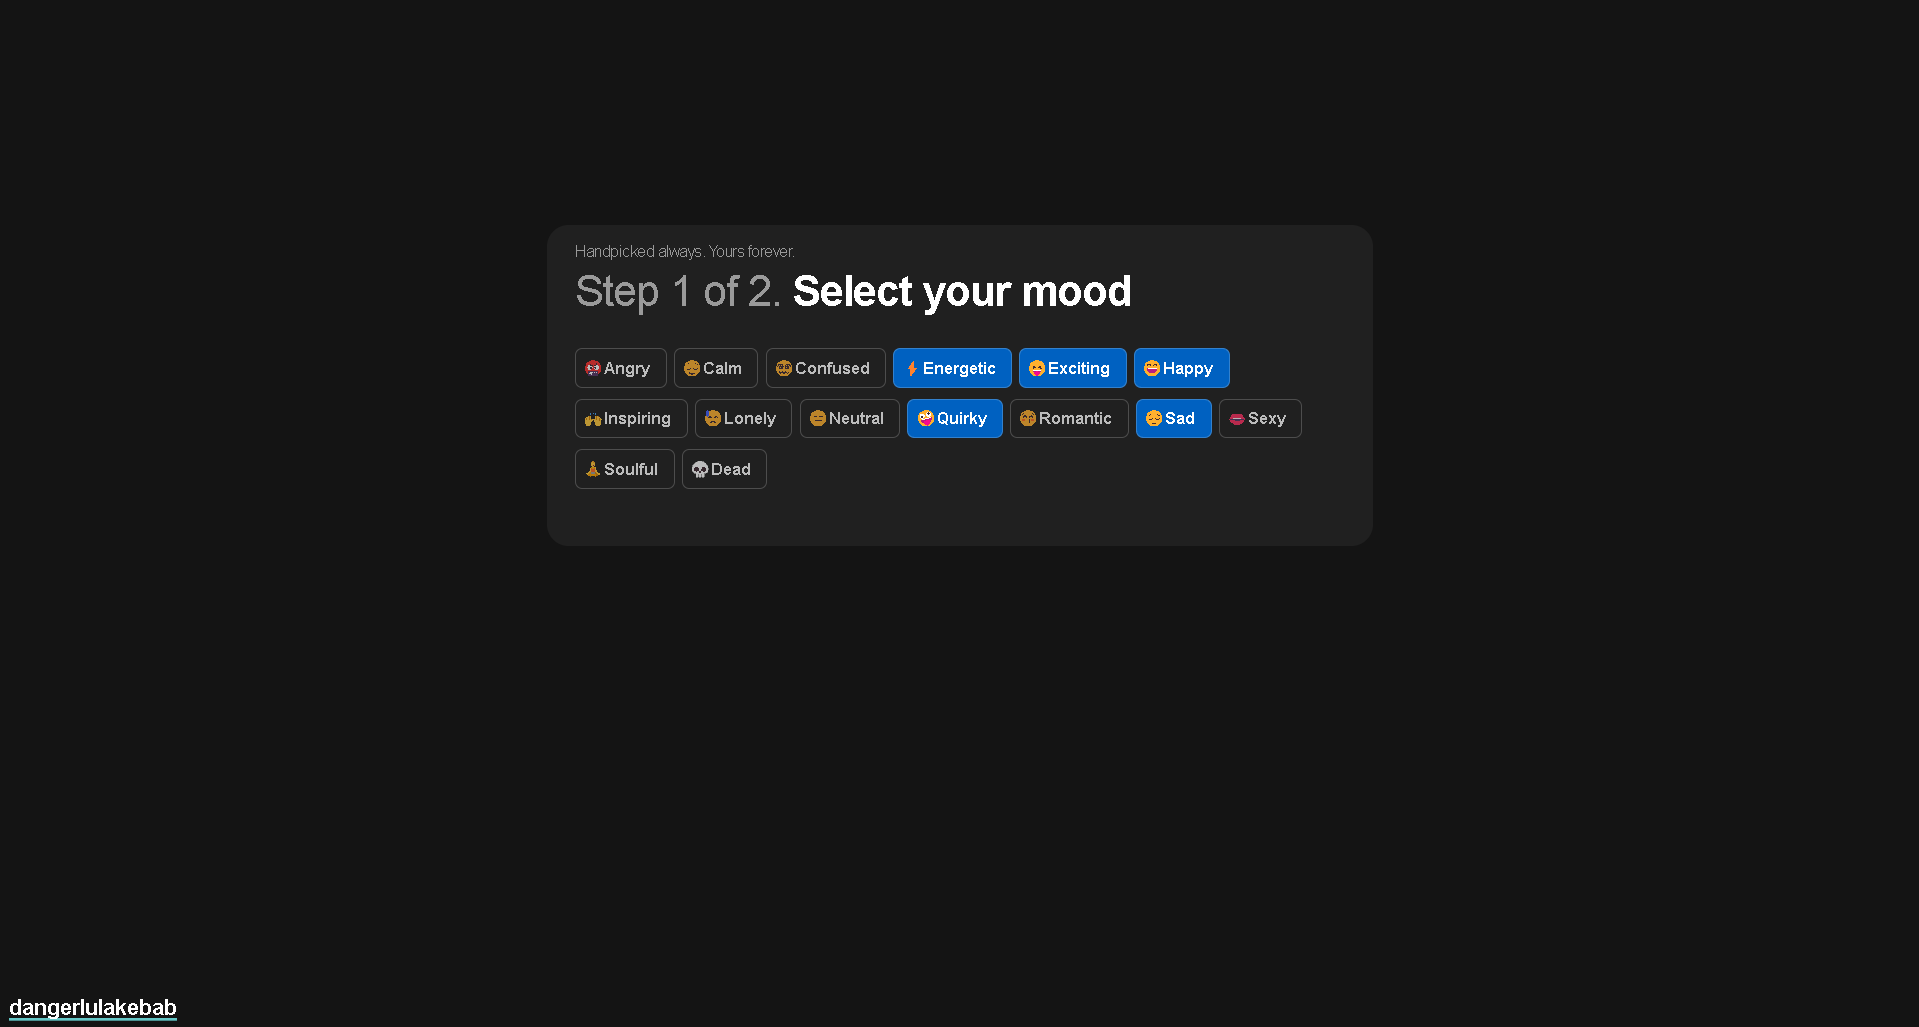 Handpicked always. Yours forever.
Step 1 of 2. Select your mood
Angry Calm Confused Energetic Exciting Happy
Inspiring Lonely Neutral Quirky Romantic Sad Sexy
Soulful Dead
dangerlulakebab